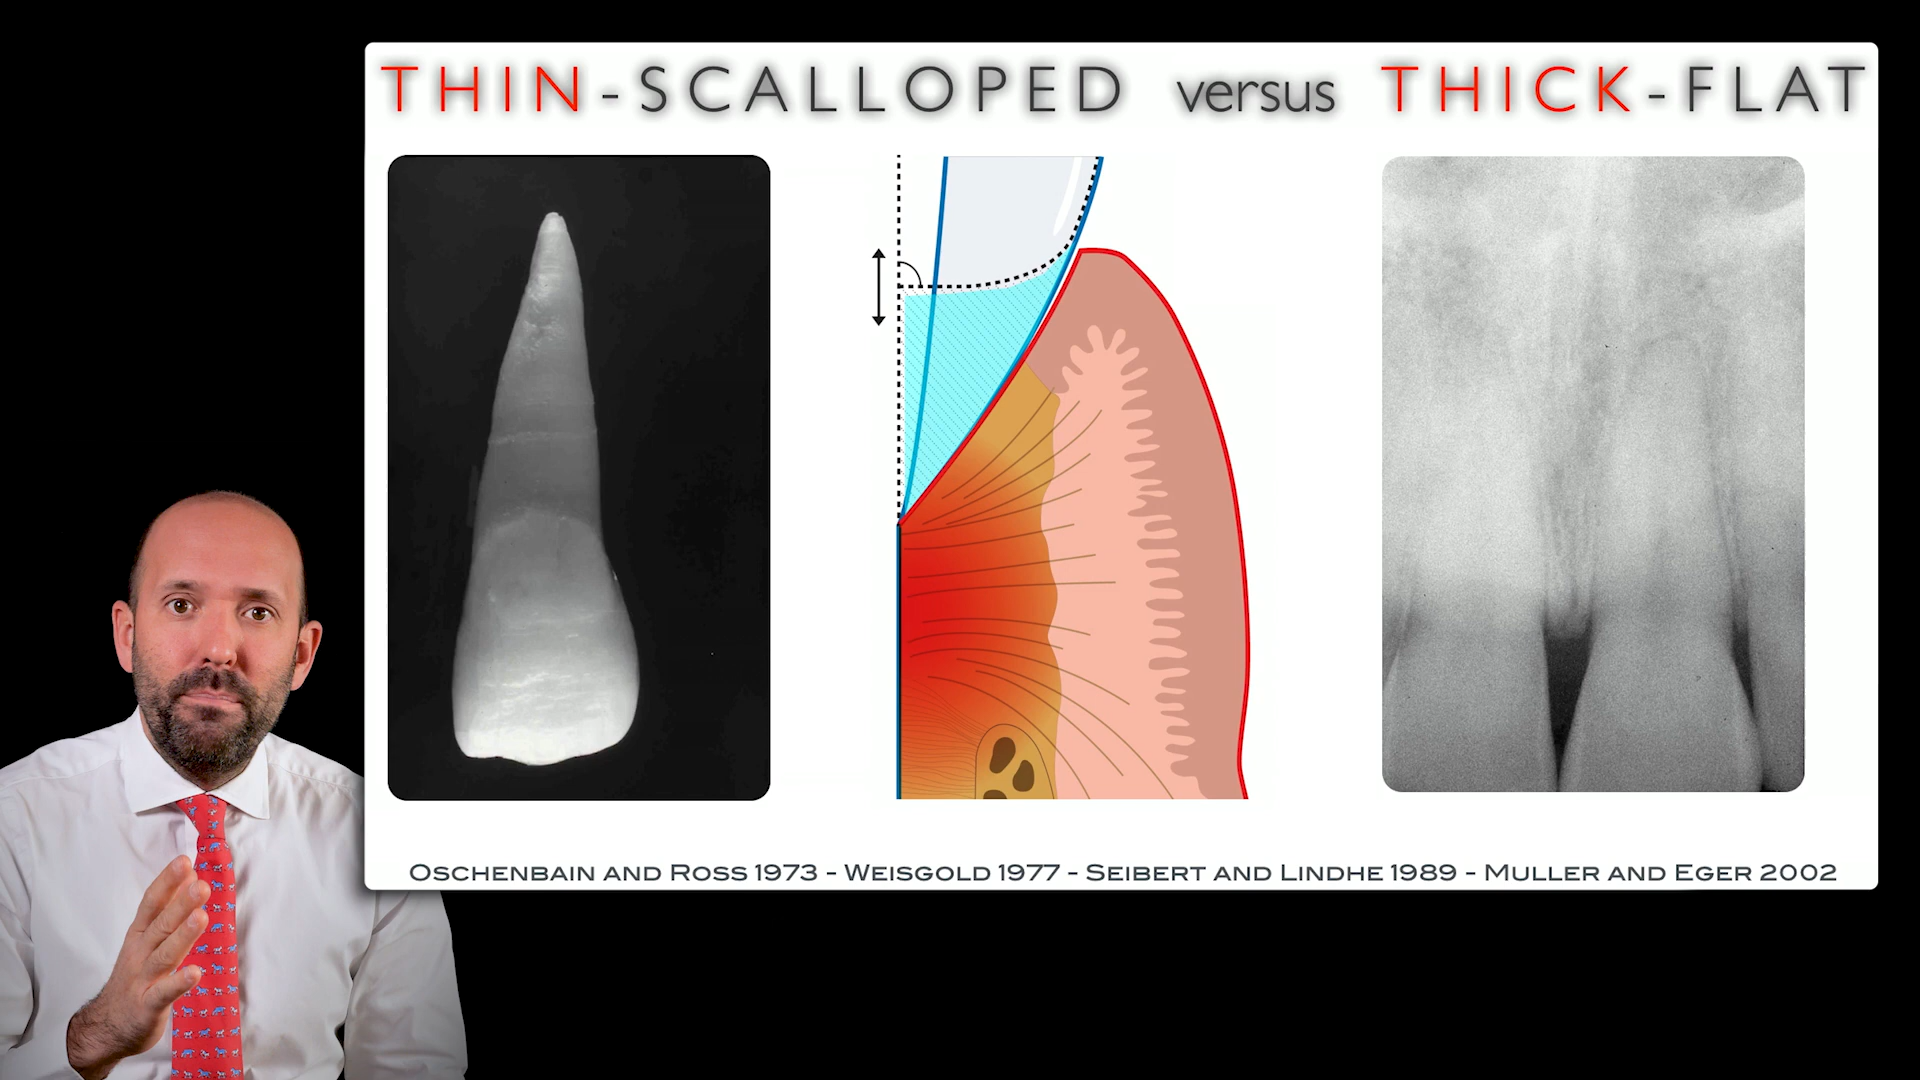 THIN-SCALLOPED versus THICK-FLAT
OSCHENBAIN AND ROSS 1973 - WEISGOLD 1977 - SEIBERT AND LINDHE 1989 - MULLER AND EGER 2002